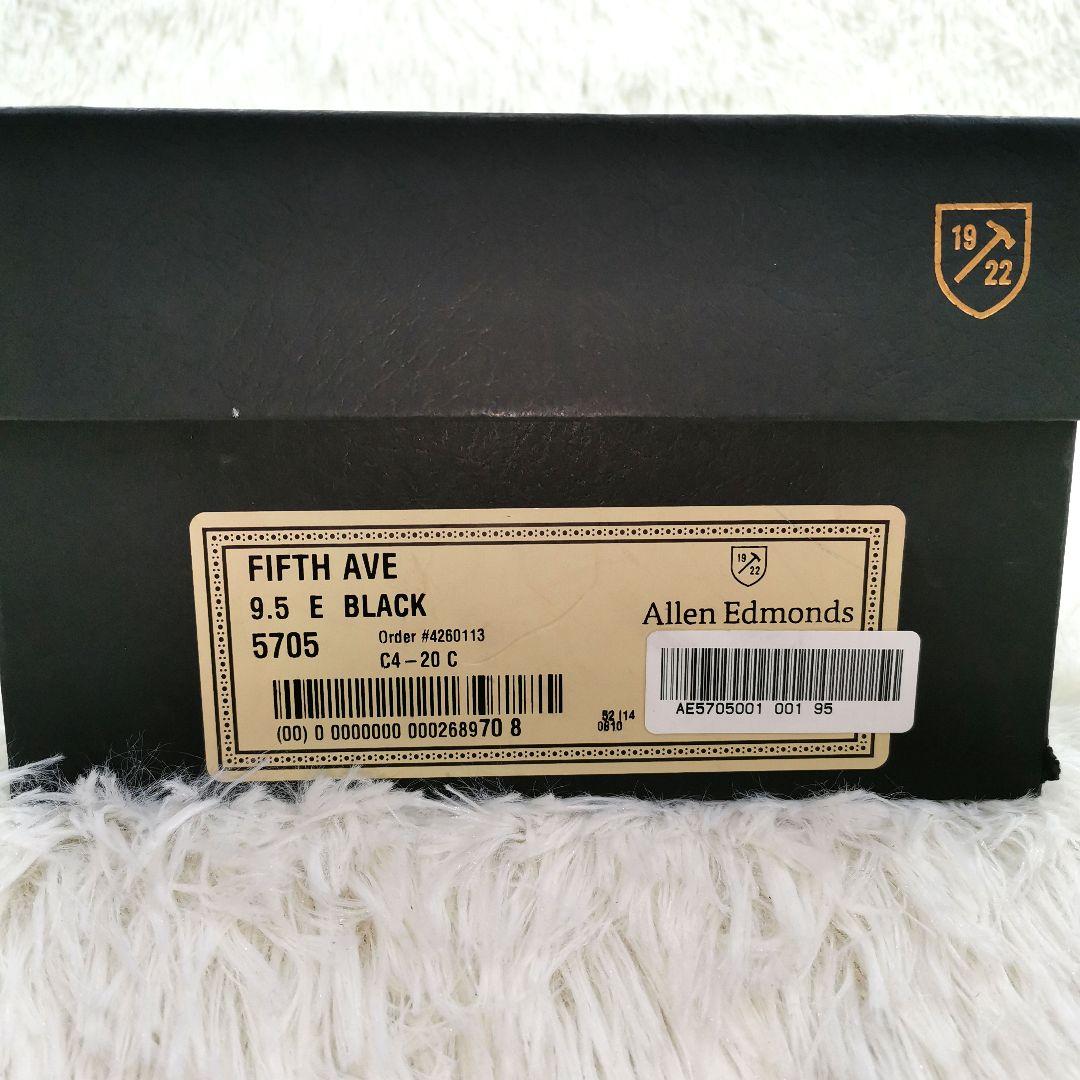 19
22
FIFTH AVE
9.5 E BLACK
5705
Order #4260113
C4-20 C
(00) 0 0000000 000268970 8
19
22
Allen Edmonds
AE5705001 001 95
52 14
0810